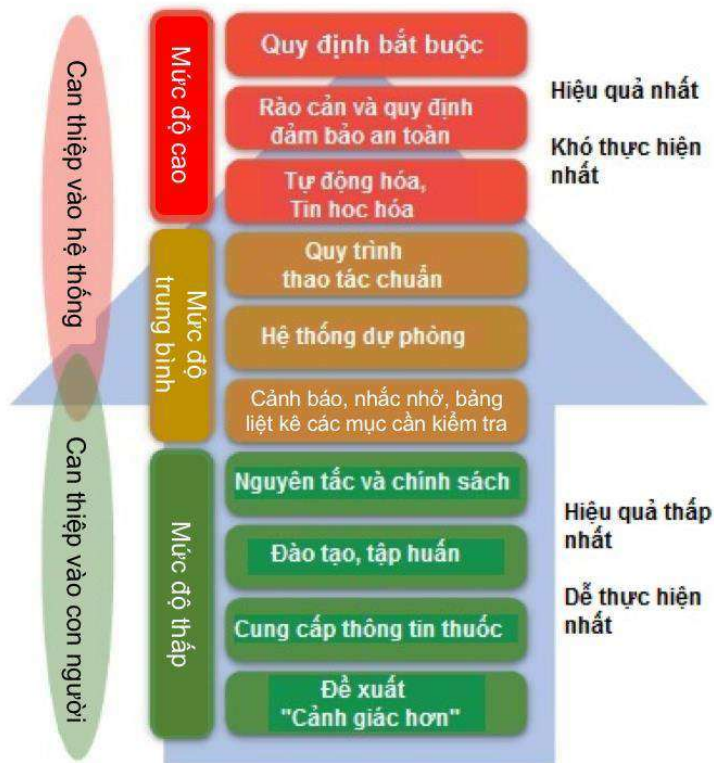 Can thiệp vào hệ thống
Can thiệp vào con người
Mức độ cao
Mức độ
trung bình
Mức độ thấp
Quy định bắt buộc
Rào cản và quy định
đảm bảo an toàn
Tự động hóa,
Tin học hóa
Quy trình
thao tác chuẩn
Hệ thống dự phòng
Cảnh báo, nhắc nhở, bảng
liệt kê các mục cần kiểm tra
Nguyên tắc và chính sách
Đào tạo, tập huấn
Cung cấp thông tin thuốc
Đề xuất
"Cảnh giác hơn"
Hiệu quả nhất
Khó thực hiện
nhất
Hiệu quả thấp
nhất
Dễ thực hiện
nhất